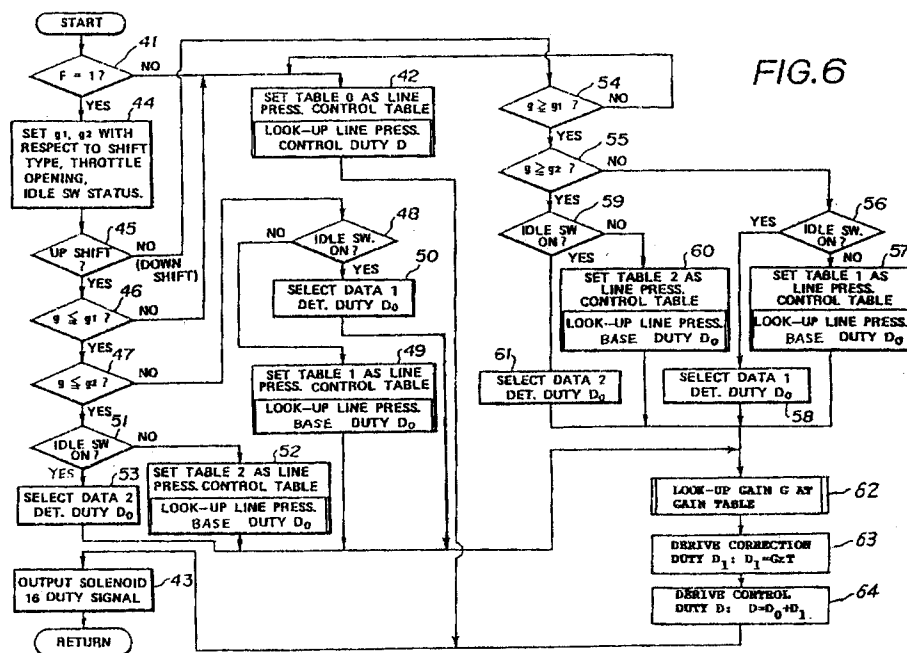 START
41
F = 1 ?
NO
YES
44
SET g1, g2 WITH
RESPECT TO SHIFT
TYPE, THROTTLE
OPENING,
IDLE SW STATUS.
45
UP SHIFT
?
NO
(DOWN
SHIFT)
46
g ≤ g1 ?
NO
YES
47
g ≤ g2 ?
NO
YES
51
IDLE SW
ON ?
NO
YES
53
SELECT DATA 2
DET. DUTY D0
43
OUTPUT SOLENOID
16 DUTY SIGNAL
RETURN
42
SET TABLE 0 AS LINE
PRESS. CONTROL TABLE
LOOK-UP LINE PRESS.
CONTROL DUTY D
48
NO
IDLE SW.
ON ?
YES
50
SELECT DATA 1
DET. DUTY D0
49
SET TABLE 1 AS LINE
PRESS. CONTROL TABLE
LOOK-UP LINE PRESS.
BASE DUTY D0
52
SET TABLE 2 AS LINE
PRESS. CONTROL TABLE
LOOK-UP LINE PRESS.
BASE DUTY D0
FIG.6
54
g ≥ g1 ?
NO
YES
55
g ≥ g2 ?
NO
YES
59
IDLE SW
ON ?
NO
YES
60
SET TABLE 2 AS
LINE PRESS.
CONTROL TABLE
LOOK-UP LINE PRESS.
BASE DUTY D0
61
SELECT DATA 2
DET. DUTY D0
56
YES
IDLE SW.
ON ?
NO
57
SET TABLE 1 AS
LINE PRESS.
CONTROL TABLE
LOOK-UP LINE PRESS.
BASE DUTY D0
SELECT DATA 1
DET. DUTY D0
58
LOOK-UP GAIN G AT
GAIN TABLE
62
DERIVE CORRECTION
DUTY D1: D1=GxT
63
DERIVE CONTROL
DUTY D: D=D0+D1.
64